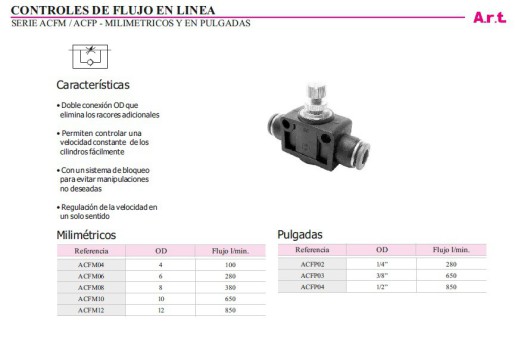 CONTROLES DE FLUJO EN LINEA
SERIE ACFM / ACFP - MILIMETRICOS Y EN PULGADAS
A.r.t.
Características
• Doble conexión OD que
elimina los racores adicionales
• Permiten controlar una
velocidad constante de los
cilindros fácilmente
• Con un sistema de bloqueo
para evitar manipulaciones
no deseadas
• Regulación de la velocidad en
un solo sentido
Milimétricos
Referencia OD Flujo l/min.
ACFM04 4 100
ACFM06 6 280
ACFM08 8 380
ACFM10 10 650
ACFM12 12 850
Pulgadas
Referencia OD Flujo l/min.
ACFP02 1/4" 280
ACFP03 3/8" 650
ACFP04 1/2" 850